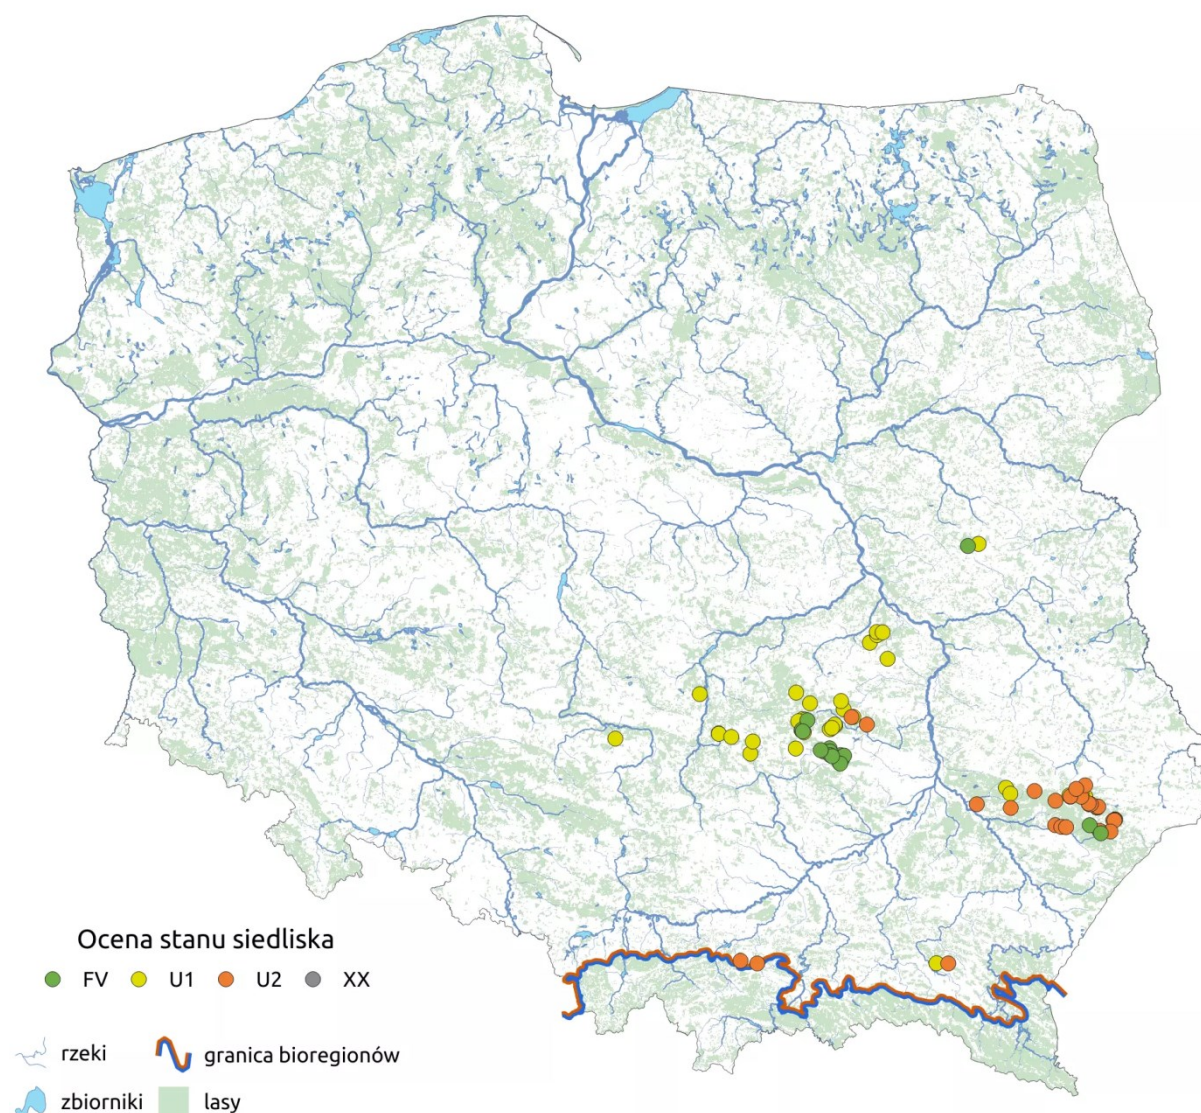 Ocena stanu siedliska
FV U1 U2 XX
rzeki granica bioregionów
zbiorniki lasy